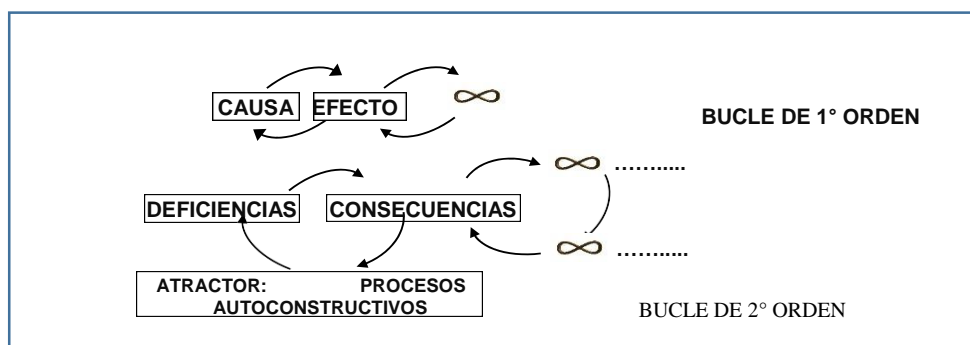 CAUSA EFECTO ∞
BUCLE DE 1° ORDEN
∞ ...........
DEFICIENCIAS CONSECUENCIAS
∞ ...........
ATRACTOR: PROCESOS
AUTOCONSTRUCTIVOS
BUCLE DE 2° ORDEN